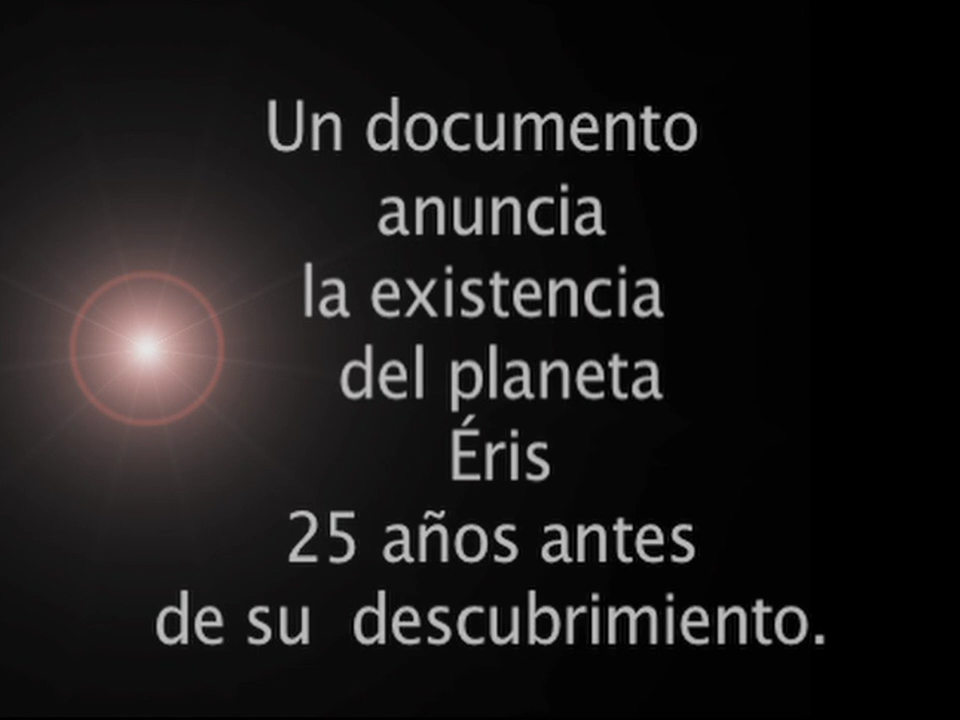 Un documento
anuncia
la existencia
del planeta
Éris
25 años antes
de su descubrimiento.